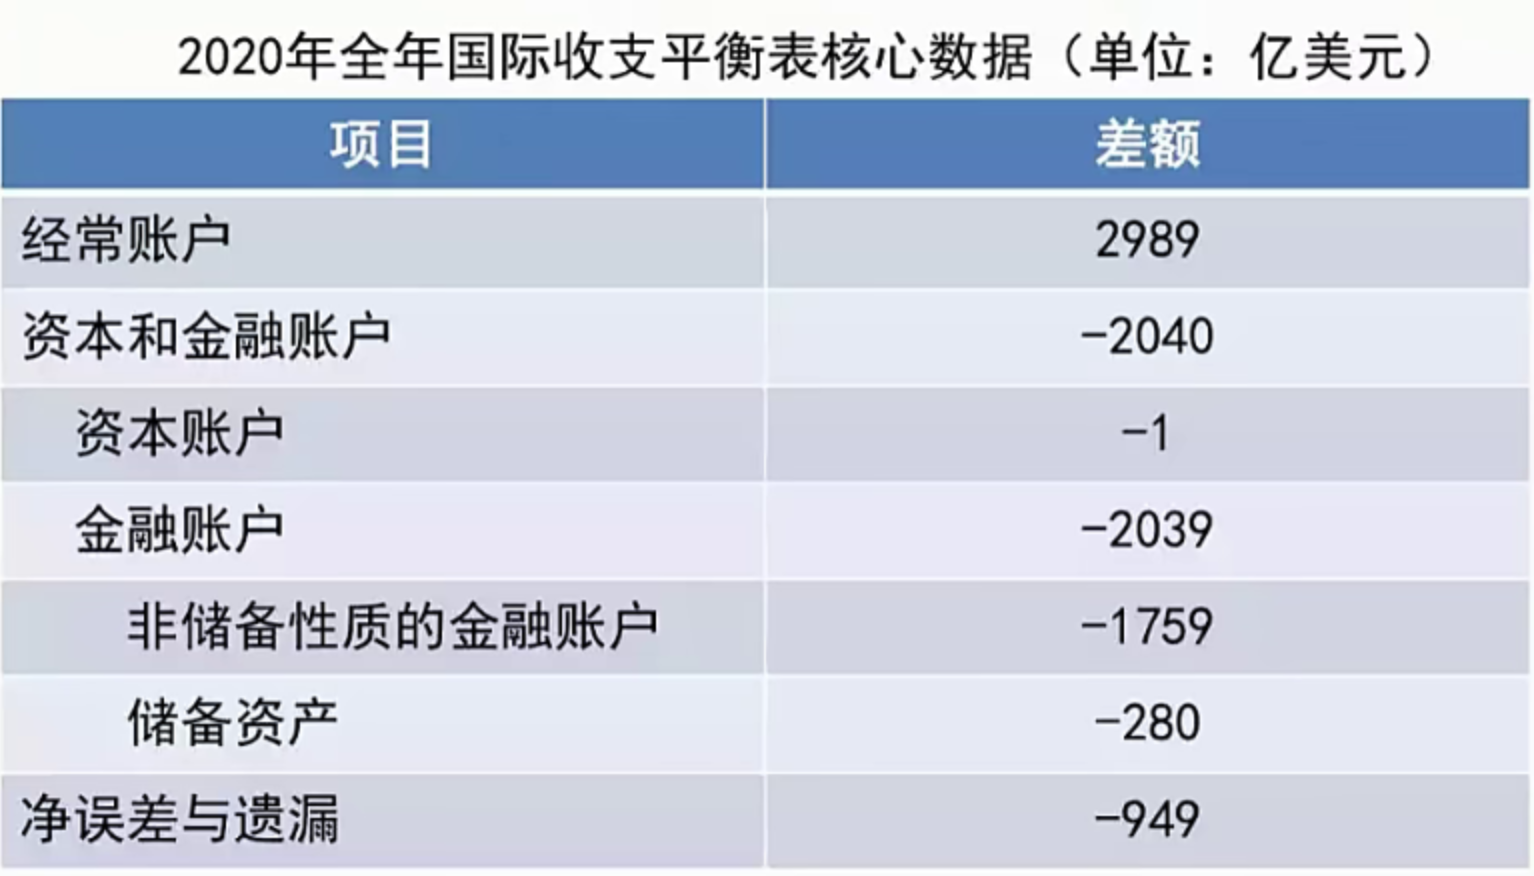 2020年全年国际收支平衡表核心数据（单位：亿美元）
项目 差额
经常账户 2989
资本和金融账户 -2040
资本账户 -1
金融账户 -2039
非储备性质的金融账户 -1759
储备资产 -280
净误差与遗漏 -949